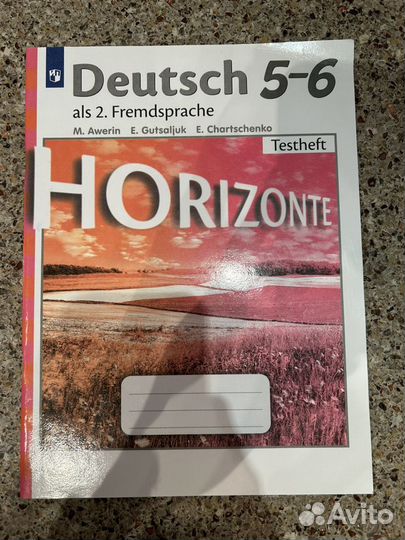 Deutsch 5-6
als 2. Fremdsprache
M. Awerin E. Gutsaljuk E. Chartschenko
Testheft
HORIZONTE
Avito